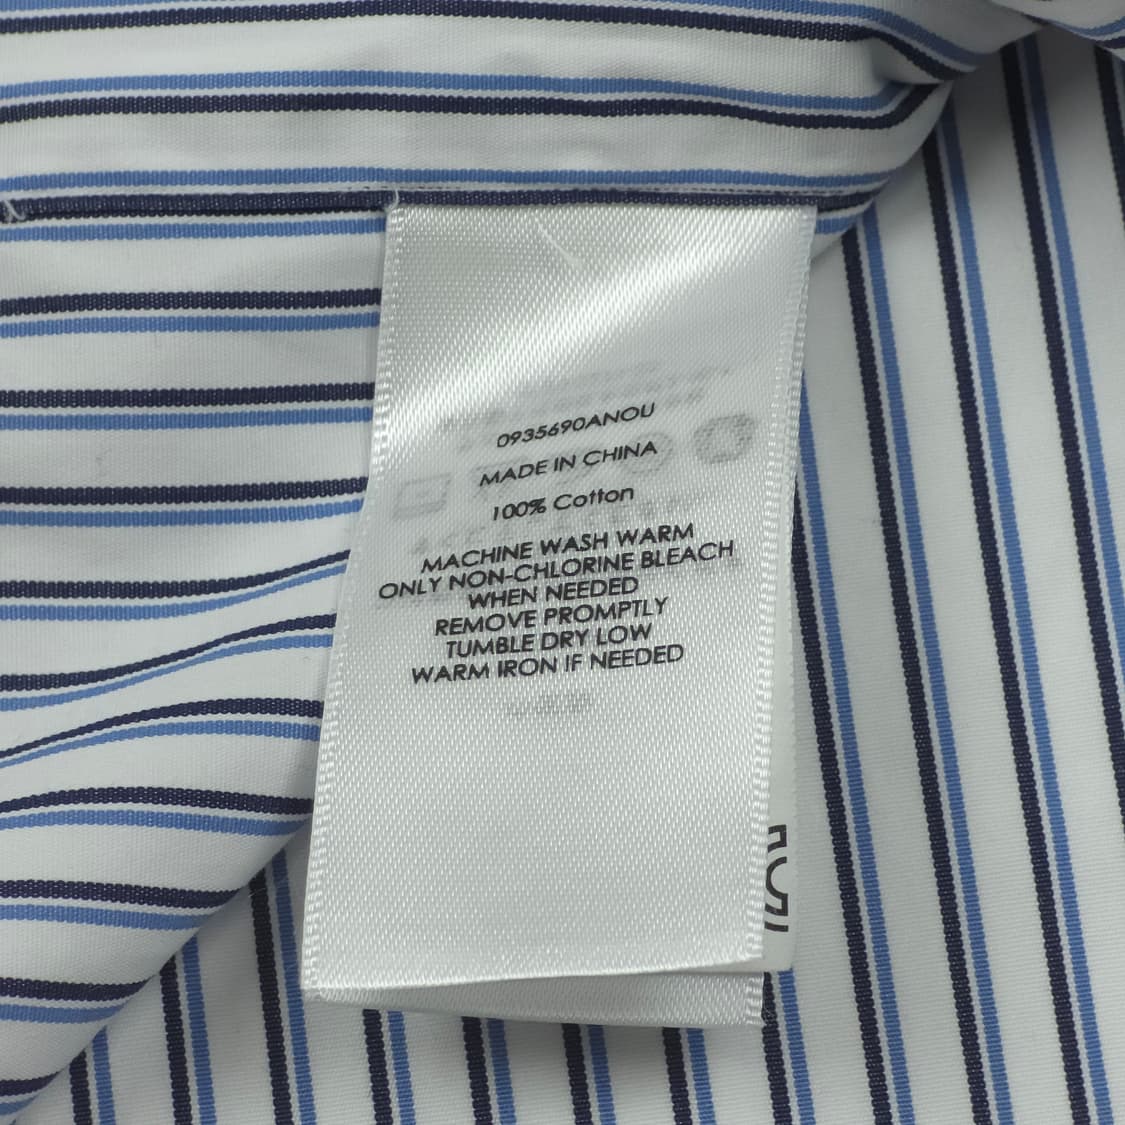 0935690ANOU
MADE IN CHINA
100% Cotton
MACHINE WASH WARM
ONLY NON-CHLORINE BLEACH
WHEN NEEDED
REMOVE PROMPTLY
TUMBLE DRY LOW
WARM IRON IF NEEDED